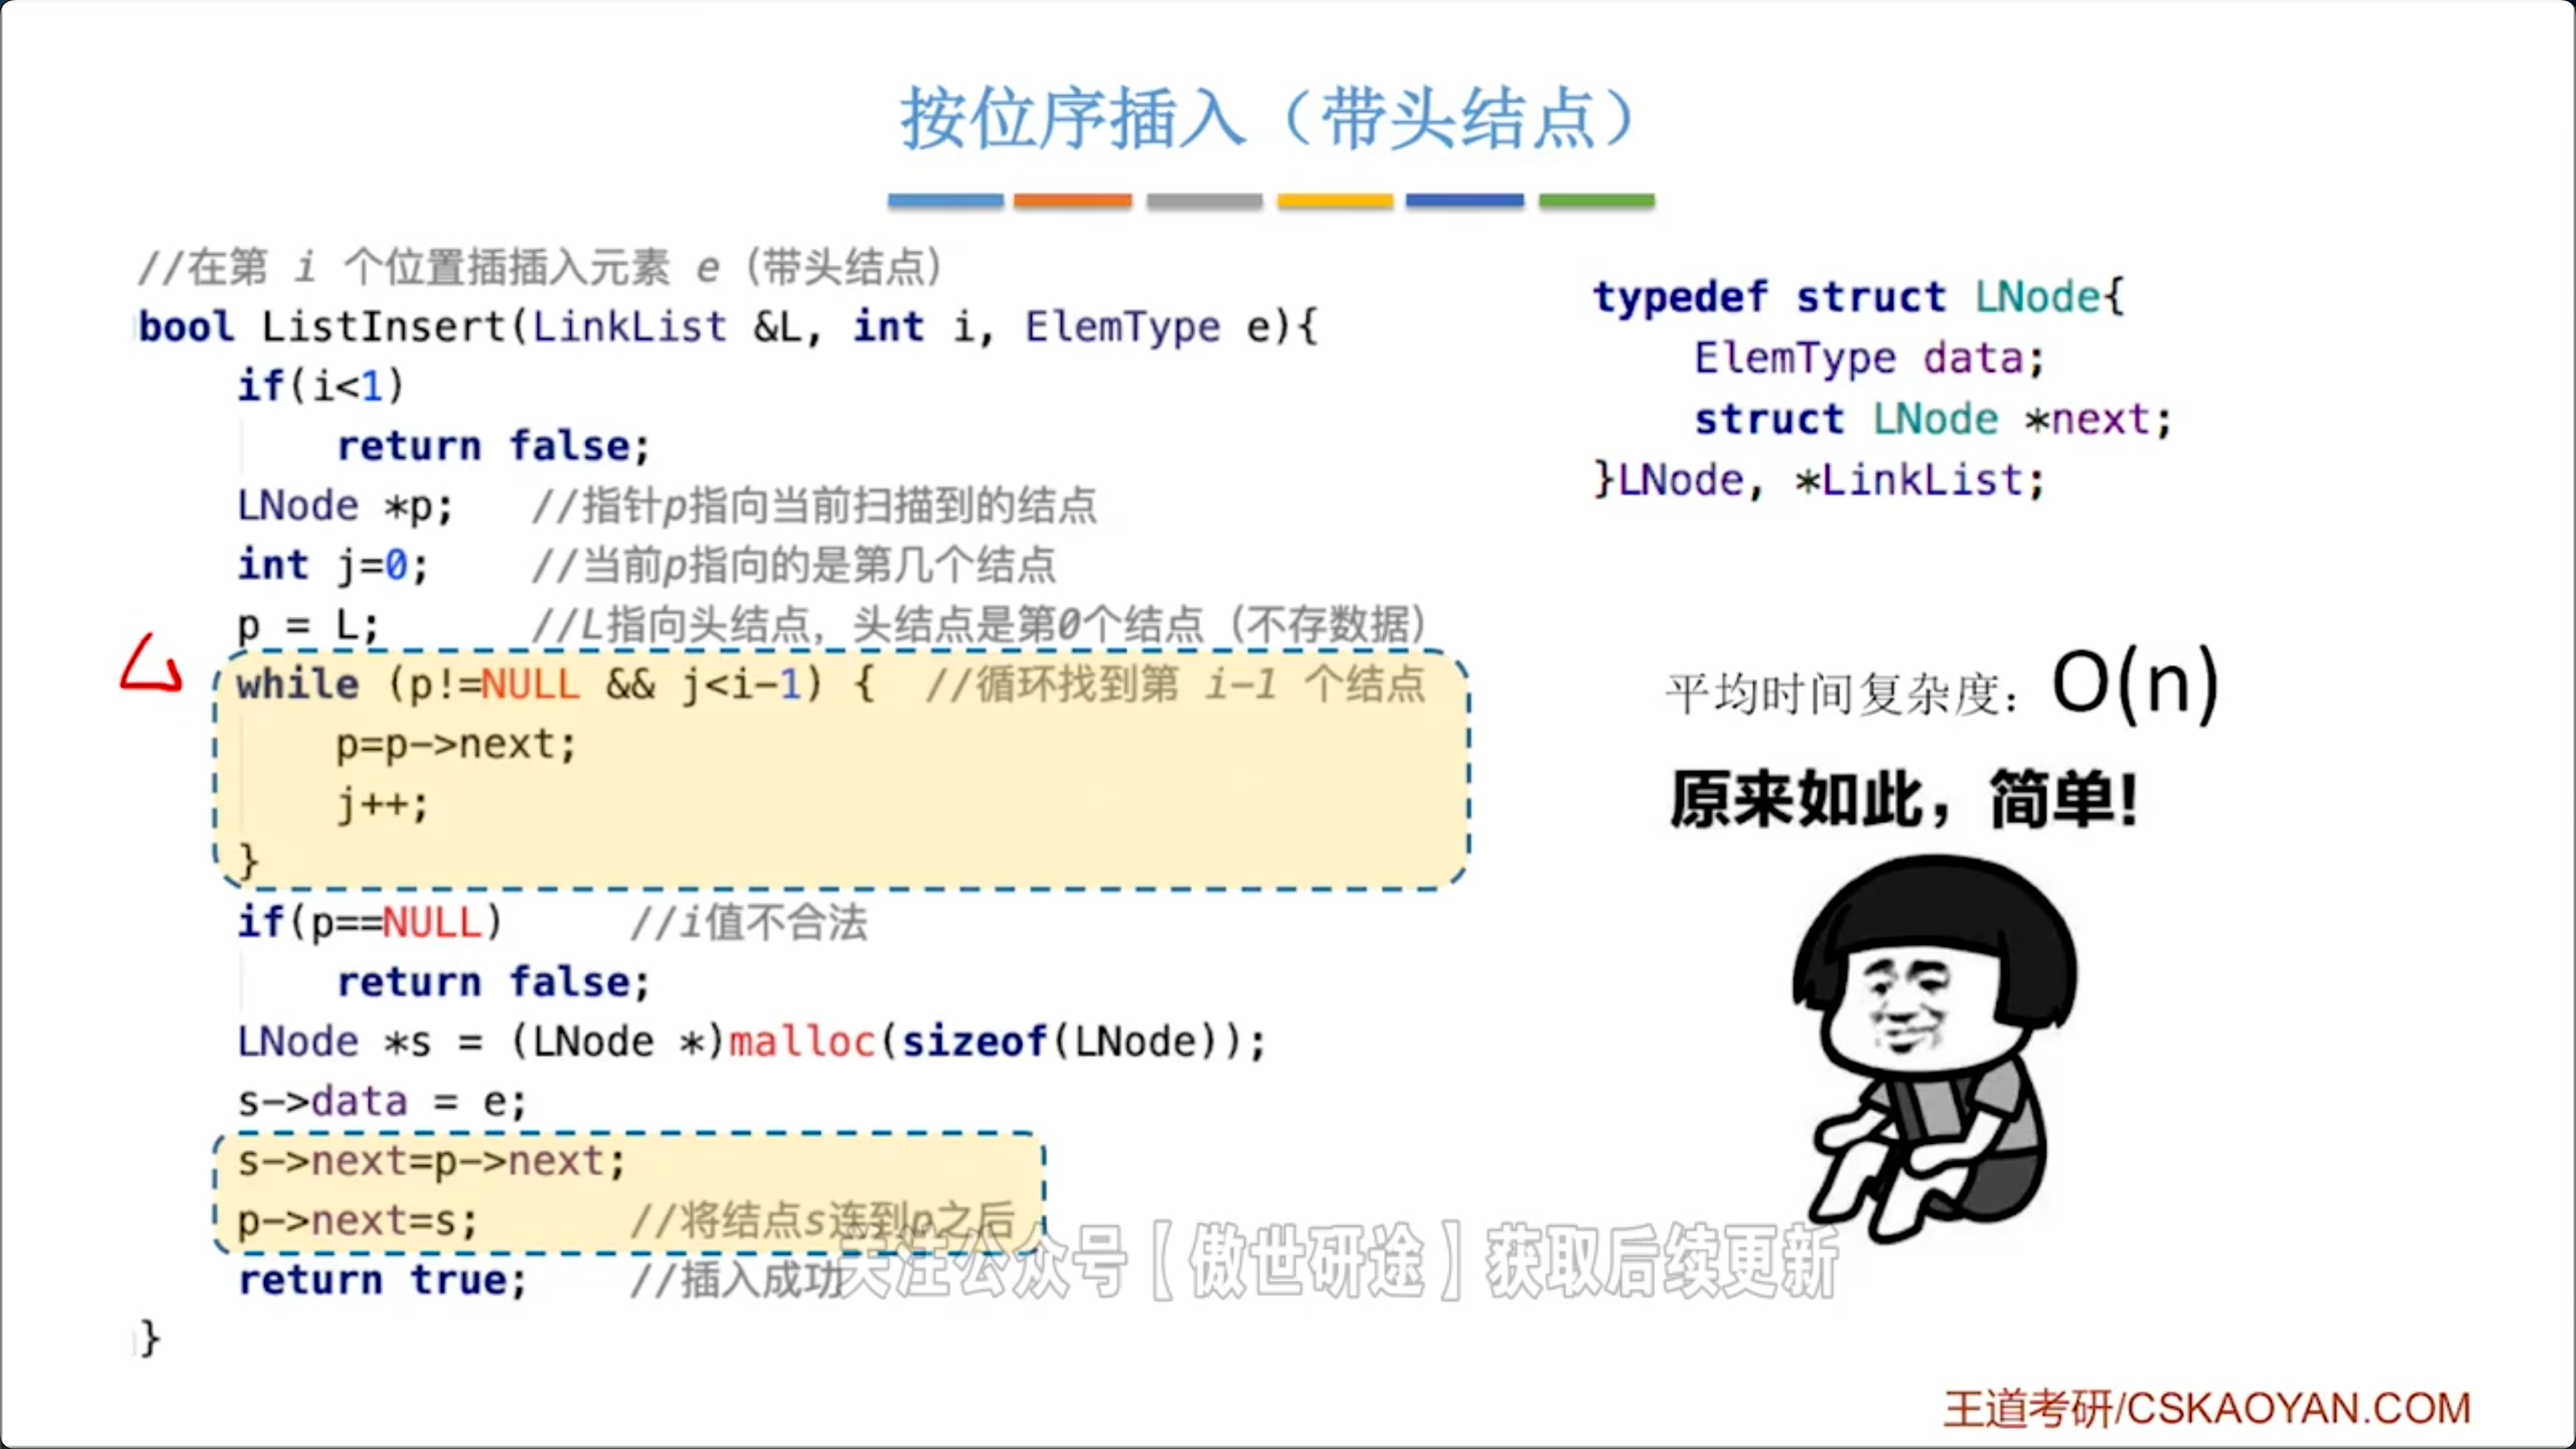 按位序插入（带头结点）
//在第 i 个位置插插入元素 e（带头结点）
bool ListInsert(LinkList &L, int i, ElemType e){
if(i<1)
return false;
LNode *p; //指针p指向当前扫描到的结点
int j=0; //当前p指向的是第几个结点
p = L; //L指向头结点，头结点是第0个结点（不存数据）
while (p!=NULL && j<i-1) { //循环找到第 i-1 个结点
p=p->next;
j++;
}
if(p==NULL) //i值不合法
return false;
LNode *s = (LNode *)malloc(sizeof(LNode));
s->data = e;
s->next=p->next;
p->next=s; //将结点s连到p之后
return true; //插入成功
}
typedef struct LNode{
ElemType data;
struct LNode *next;
}LNode, *LinkList;
平均时间复杂度：O(n)
原来如此，简单!
关注公众号【傲世研途】获取后续更新
王道考研/CSKAOYAN.COM